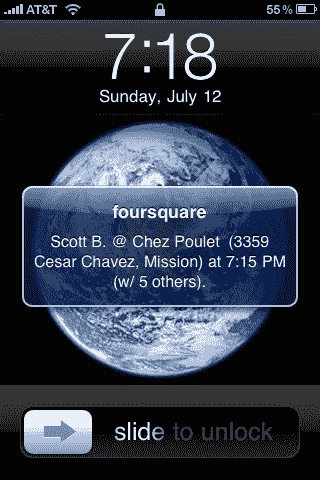 AT&T 55%
7:18
Sunday, July 12
foursquare
Scott B. @ Chez Poulet (3359
Cesar Chavez, Mission) at 7:15 PM
(w/ 5 others).
slide to unlock